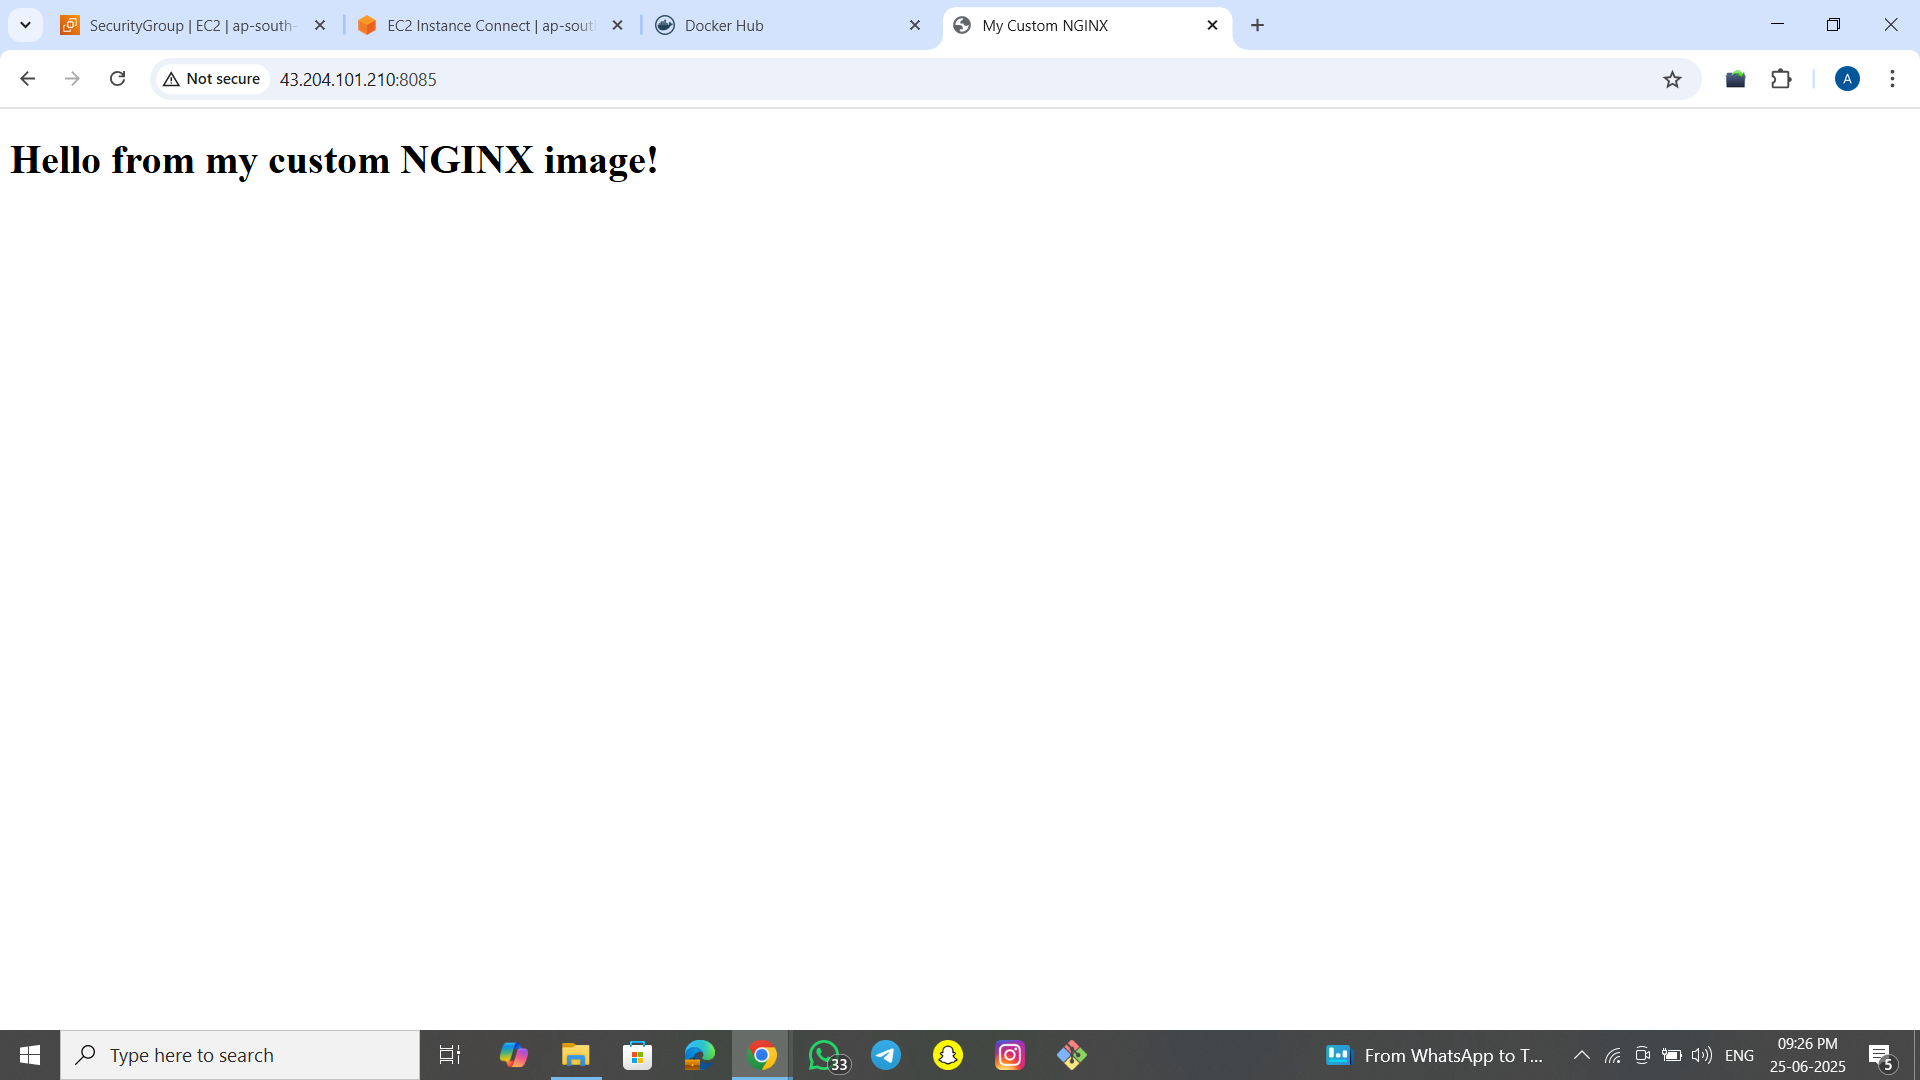 SecurityGroup | EC2 | ap-south-
EC2 Instance Connect | ap-sout
Docker Hub
My Custom NGINX
Not secure
43.204.101.210:8085
A
Hello from my custom NGINX image!
Type here to search
33
From WhatsApp to T...
ENG
09:26 PM
25-06-2025
5